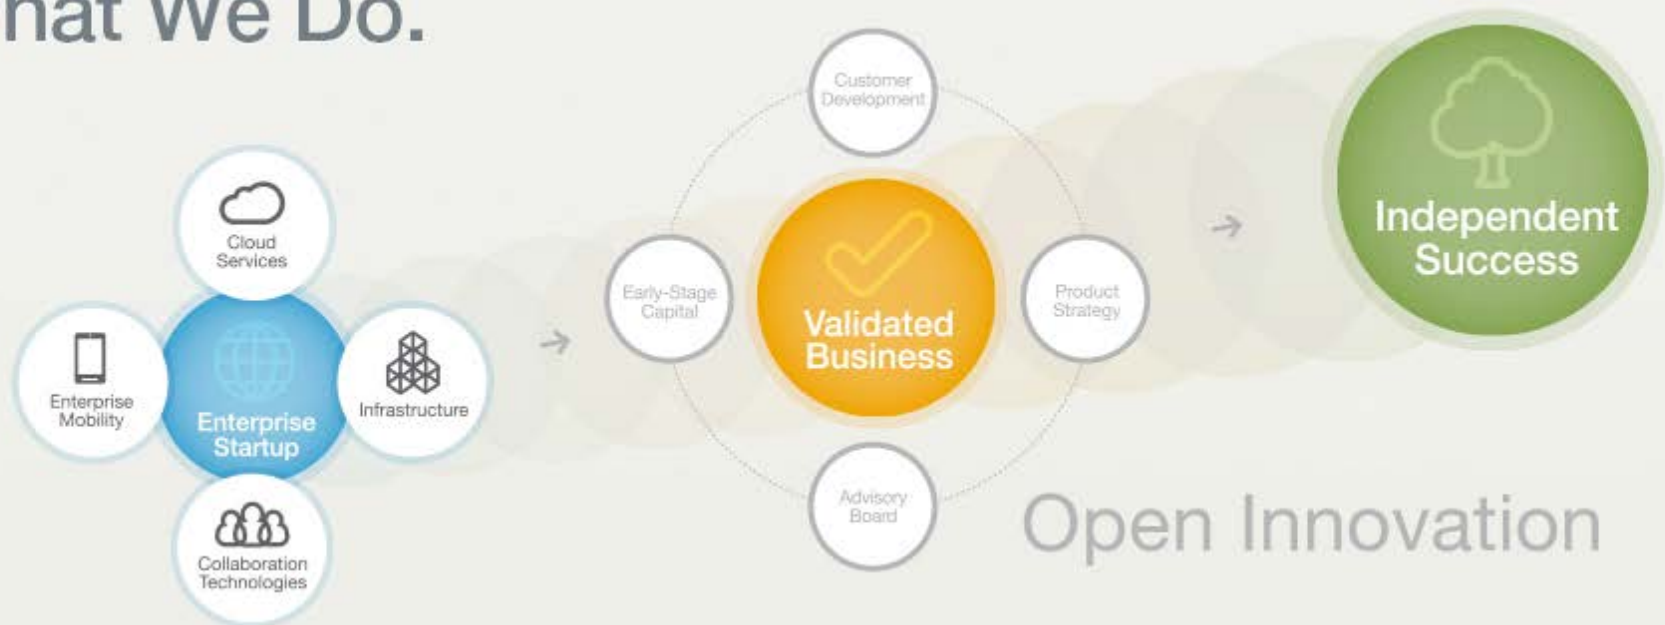 hat We Do.
Customer
Development
Cloud
Services
Independent
Success
Early-Stage
Capital
Validated
Business
Product
Strategy
Enterprise
Mobility
Enterprise
Startup
Infrastructure
Advisory
Board
Open Innovation
Collaboration
Technologies